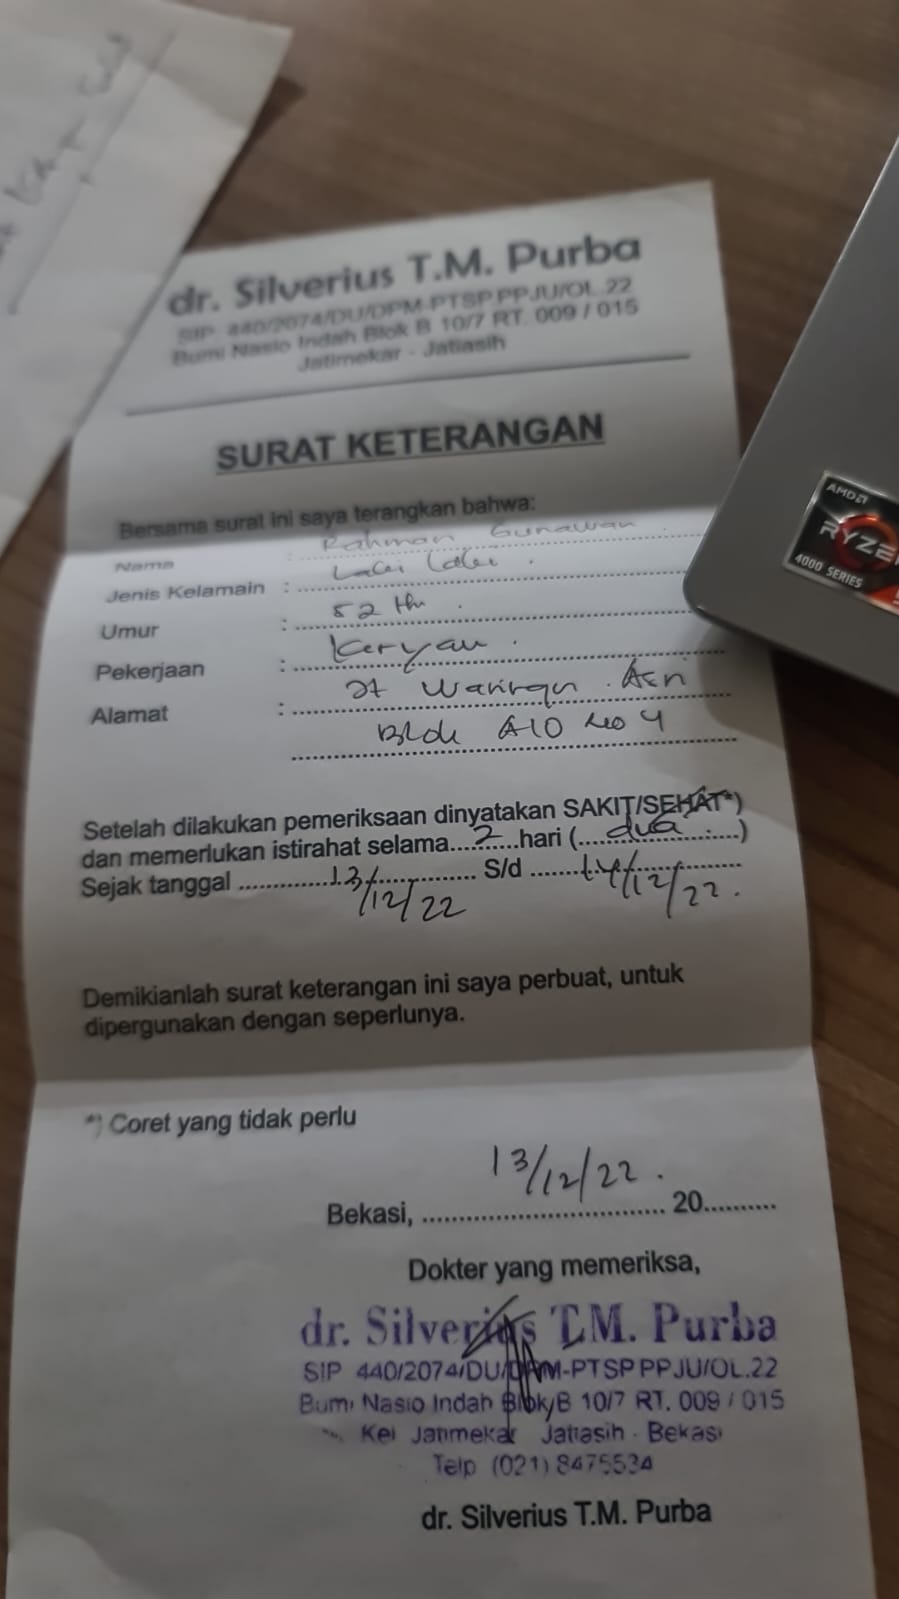 dr. Silverius T.M. Purba
SIP. 440/2074/DU/DPM-PTSP.PPJU/OL.22
Bumi Nasio Indah Blok B 10/7 RT. 009 / 015
Jatimekar - Jatiasih
SURAT KETERANGAN
Bersama surat ini saya terangkan bahwa:
Nama : Rahman Gunawan
Jenis Kelamain : Laki Laki
Umur : 52 th
Pekerjaan : Karyau
Alamat : Jt Waringin Asri
Blok A10 No 4
Setelah dilakukan pemeriksaan dinyatakan SAKIT/SEHAT*)
dan memerlukan istirahat selama 2 hari (dua)
Sejak tanggal 13/12/22 S/d 14/12/22.
Demikianlah surat keterangan ini saya perbuat, untuk
dipergunakan dengan seperlunya.
*) Coret yang tidak perlu
13/12/22.
Bekasi, .......... 20..........
Dokter yang memeriksa,
dr. Silverius T.M. Purba
SIP 440/2074/DU/DPM-PTSP PPJU/OL.22
Bumi Nasio Indah Blok B 10/7 RT. 009 / 015
Kel Jatimekar Jatiasih - Bekasi
Telp (021) 8475534
dr. Silverius T.M. Purba
AMD
RYZE
4000 SERIES